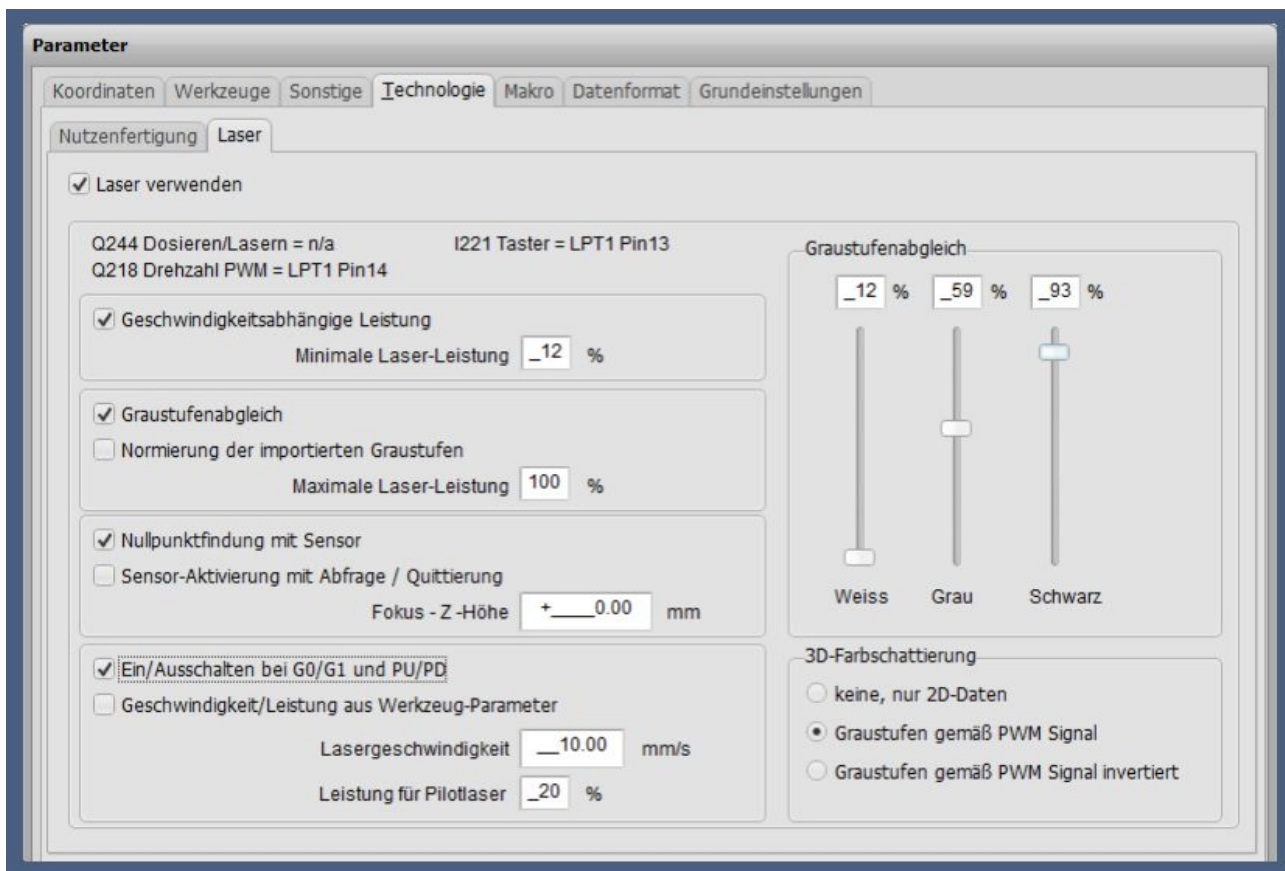 Parameter
Koordinaten Werkzeuge Sonstige Technologie Makro Datenformat Grundeinstellungen
Nutzenfertigung Laser
Laser verwenden
Q244 Dosieren/Lasern = n/a I221 Taster = LPT1 Pin13
Q218 Drehzahl PWM = LPT1 Pin14
Geschwindigkeitsabhängige Leistung
Minimale Laser-Leistung _12 %
Graustufenabgleich
Normierung der importierten Graustufen
Maximale Laser-Leistung 100 %
Nullpunktfindung mit Sensor
Sensor-Aktivierung mit Abfrage / Quittierung
Fokus - Z -Höhe +____0.00 mm
Ein/Ausschalten bei G0/G1 und PU/PD
Geschwindigkeit/Leistung aus Werkzeug-Parameter
Lasergeschwindigkeit __10.00 mm/s
Leistung für Pilotlaser _20 %
Graustufenabgleich
_12 % _59 % _93 %
Weiss Grau Schwarz
3D-Farbschattierung
keine, nur 2D-Daten
Graustufen gemäß PWM Signal
Graustufen gemäß PWM Signal invertiert